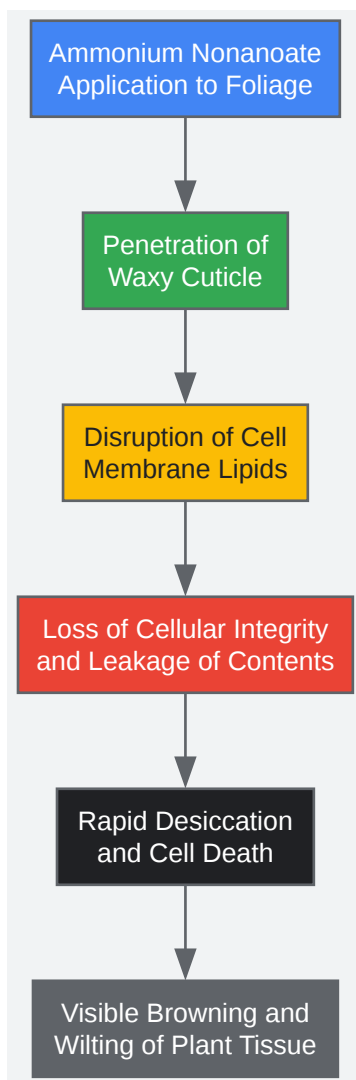 Ammonium Nonanoate
Application to Foliage
Penetration of
Waxy Cuticle
Disruption of Cell
Membrane Lipids
Loss of Cellular Integrity
and Leakage of Contents
Rapid Desiccation
and Cell Death
Visible Browning and
Wilting of Plant Tissue